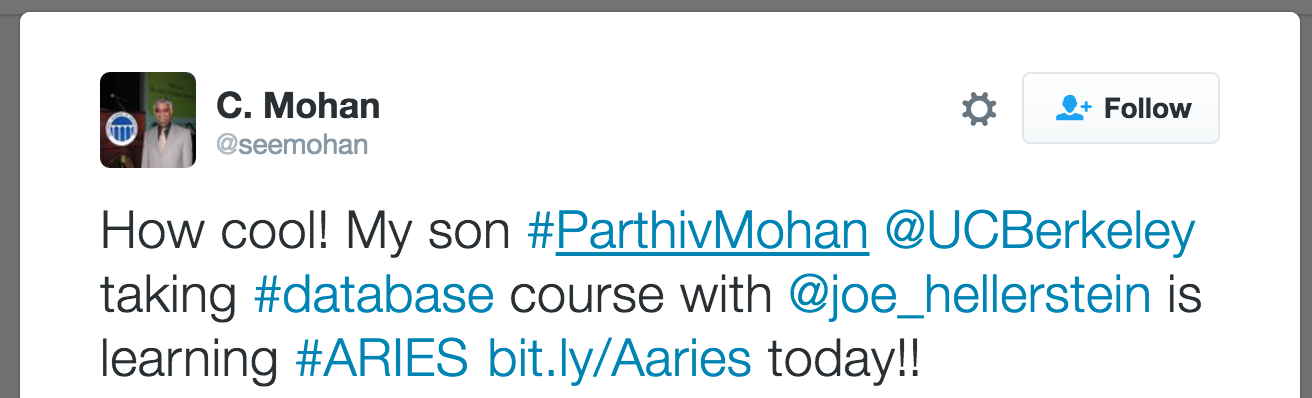 C. Mohan
@seemohan
Follow
How cool! My son #ParthivMohan @UCBerkeley
taking #database course with @joe_hellerstein is
learning #ARIES bit.ly/Aaries today!!